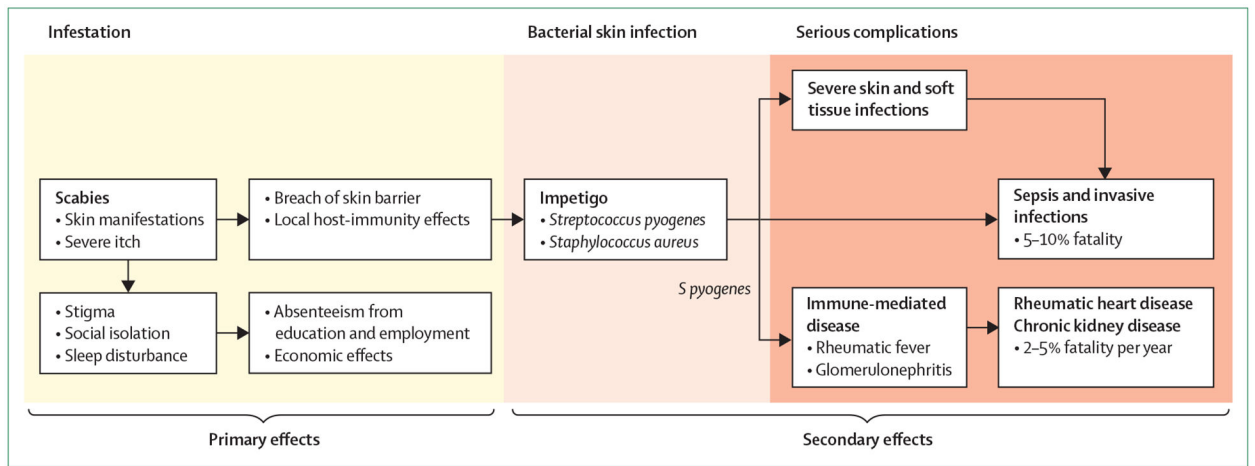 Infestation
Bacterial skin infection
Serious complications
Severe skin and soft
tissue infections
Scabies
• Skin manifestations
• Severe itch
• Breach of skin barrier
• Local host-immunity effects
Impetigo
• Streptococcus pyogenes
• Staphylococcus aureus
Sepsis and invasive
infections
• 5–10% fatality
S pyogenes
• Stigma
• Social isolation
• Sleep disturbance
• Absenteeism from
education and employment
• Economic effects
Immune-mediated
disease
• Rheumatic fever
• Glomerulonephritis
Rheumatic heart disease
Chronic kidney disease
• 2–5% fatality per year
Primary effects
Secondary effects